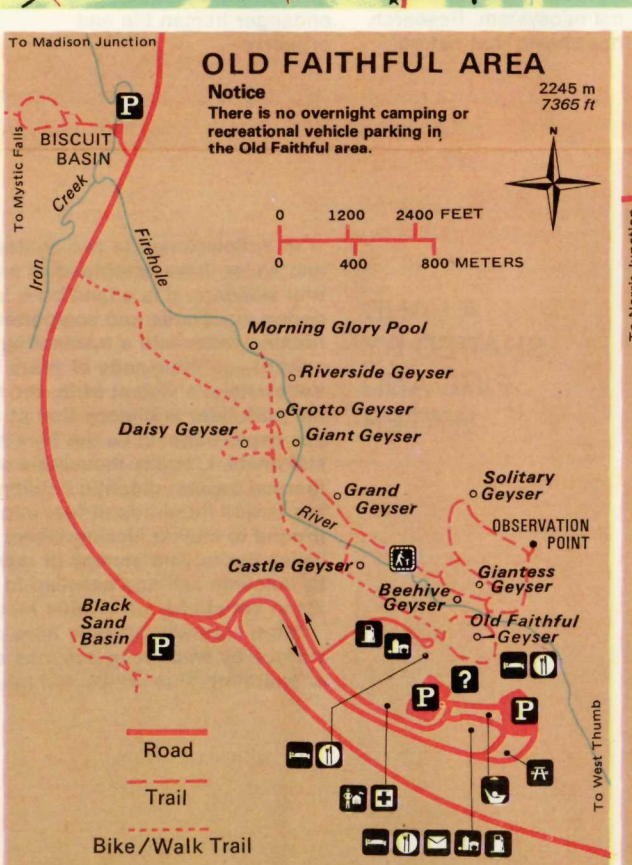 To Madison Junction
OLD FAITHFUL AREA
Notice
There is no overnight camping or
recreational vehicle parking in
the Old Faithful area.
2245 m
7365 ft
N
P
BISCUIT
BASIN
To Mystic Falls
Creek
Iron
Firehole
0 1200 2400 FEET
0 400 800 METERS
Morning Glory Pool
Riverside Geyser
Grotto Geyser
Daisy Geyser
Giant Geyser
Grand
Geyser
Solitary
Geyser
River
OBSERVATION
POINT
Castle Geyser
Giantess
Geyser
Beehive
Geyser
Old Faithful
Geyser
Black
Sand
Basin
P
?
P
P
To West Thumb
Road
Trail
Bike/Walk Trail